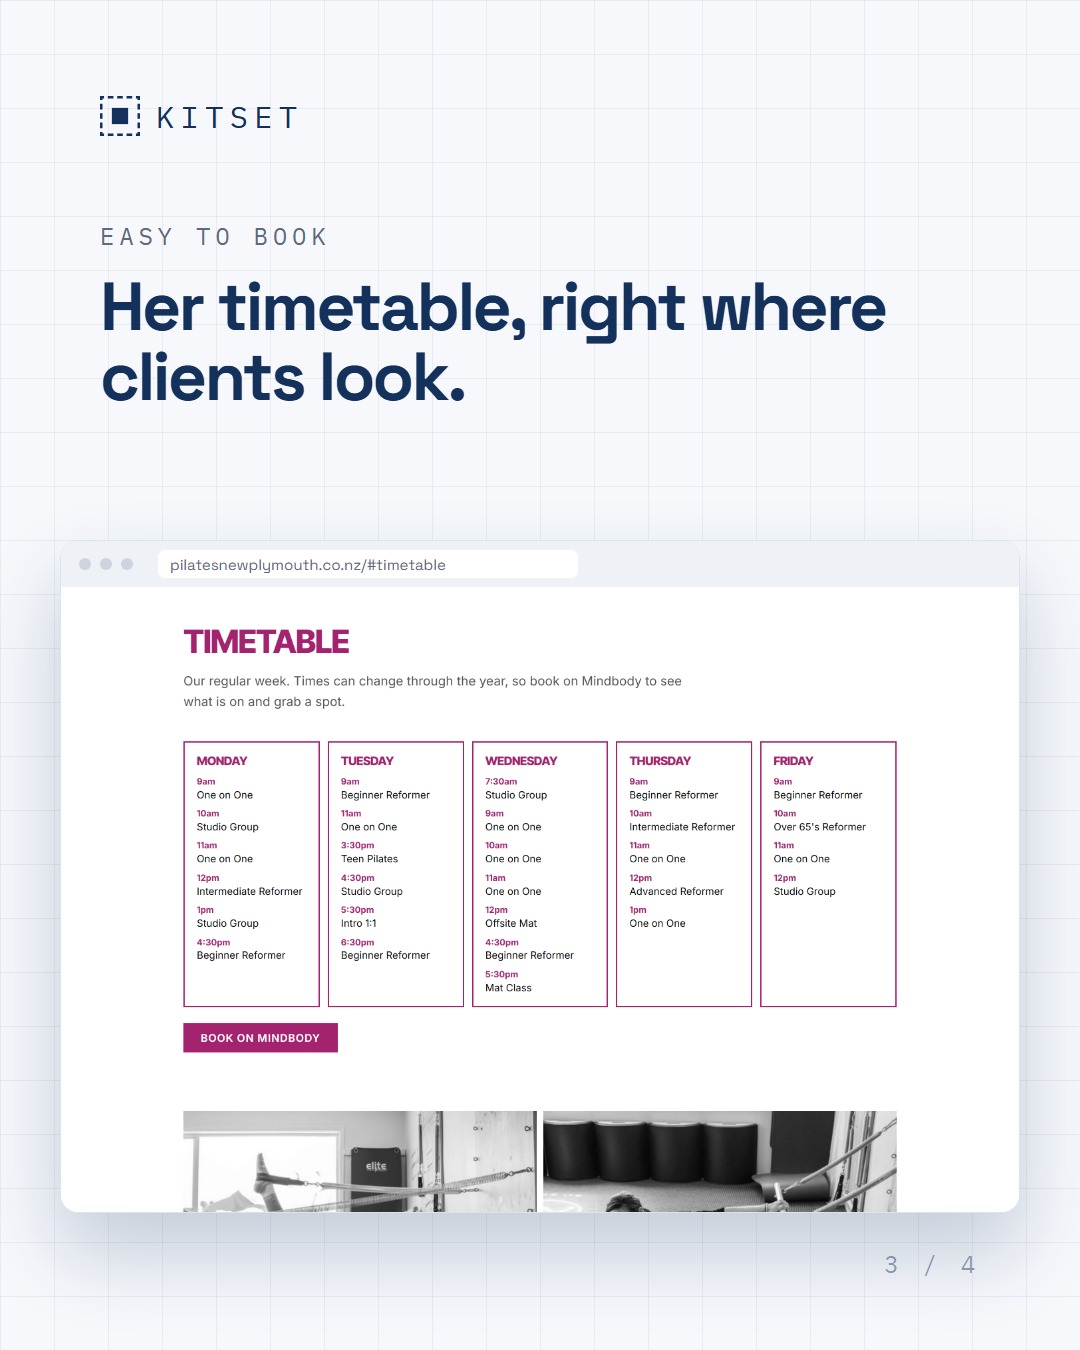 KITSET
EASY TO BOOK
Her timetable, right where
clients look.
pilatesnewplymouth.co.nz/#timetable
TIMETABLE
Our regular week. Times can change through the year, so book on Mindbody to see
what is on and grab a spot.
MONDAY
9am
One on One
10am
Studio Group
11am
One on One
12pm
Intermediate Reformer
1pm
Studio Group
4:30pm
Beginner Reformer
TUESDAY
9am
Beginner Reformer
11am
One on One
3:30pm
Teen Pilates
4:30pm
Studio Group
5:30pm
Intro 1:1
6:30pm
Beginner Reformer
WEDNESDAY
7:30am
Studio Group
9am
One on One
10am
One on One
11am
One on One
12pm
Offsite Mat
4:30pm
Beginner Reformer
5:30pm
Mat Class
THURSDAY
9am
Beginner Reformer
10am
Intermediate Reformer
11am
One on One
12pm
Advanced Reformer
1pm
One on One
FRIDAY
9am
Beginner Reformer
10am
Over 65's Reformer
11am
One on One
12pm
Studio Group
BOOK ON MINDBODY
elite
3 / 4